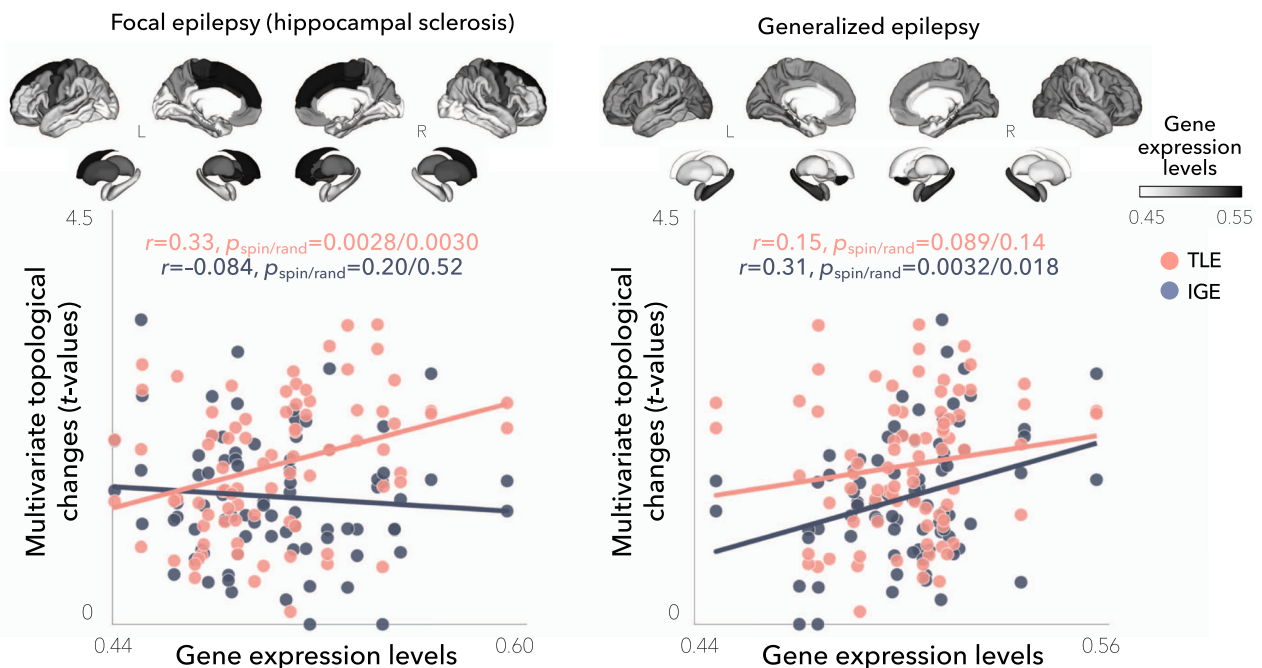 Focal epilepsy (hippocampal sclerosis)
L
R
4.5
r=0.33, pspin/rand=0.0028/0.0030
r=–0.084, pspin/rand=0.20/0.52
Multivariate topological
changes (t-values)
0
0.44
0.60
Gene expression levels
Generalized epilepsy
L
R
4.5
r=0.15, pspin/rand=0.089/0.14
r=0.31, pspin/rand=0.0032/0.018
Multivariate topological
changes (t-values)
0
0.44
0.56
Gene expression levels
Gene
expression
levels
0.45
0.55
TLE
IGE